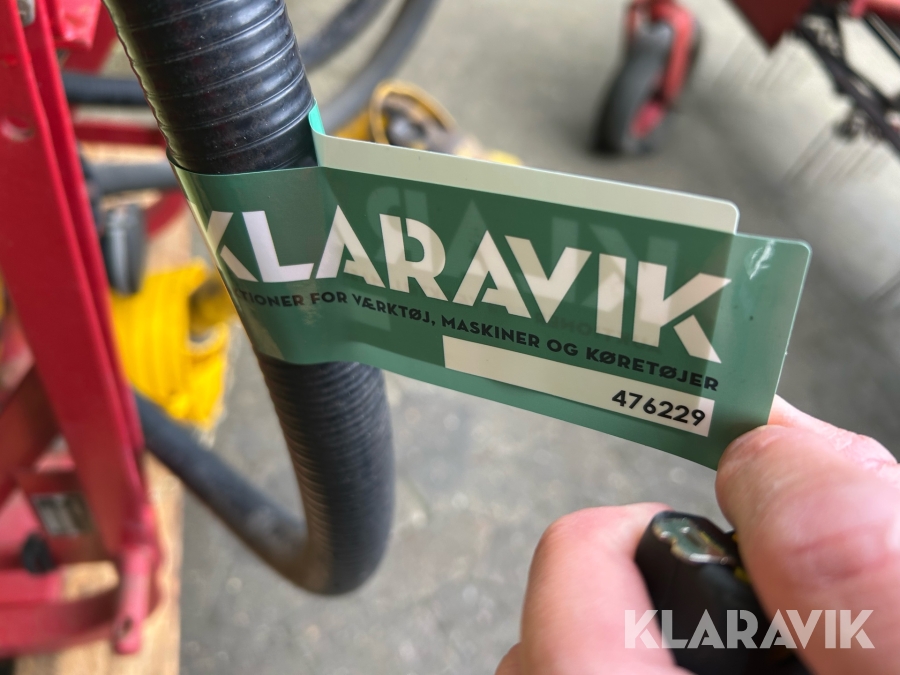 KLARAVIK
TIONER FOR VÆRKTØJ, MASKINER OG KØRETØJER
476229
KLARAVIK